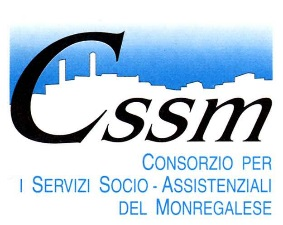 Cssm
CONSORZIO PER
I SERVIZI SOCIO - ASSISTENZIALI
DEL MONREGALESE